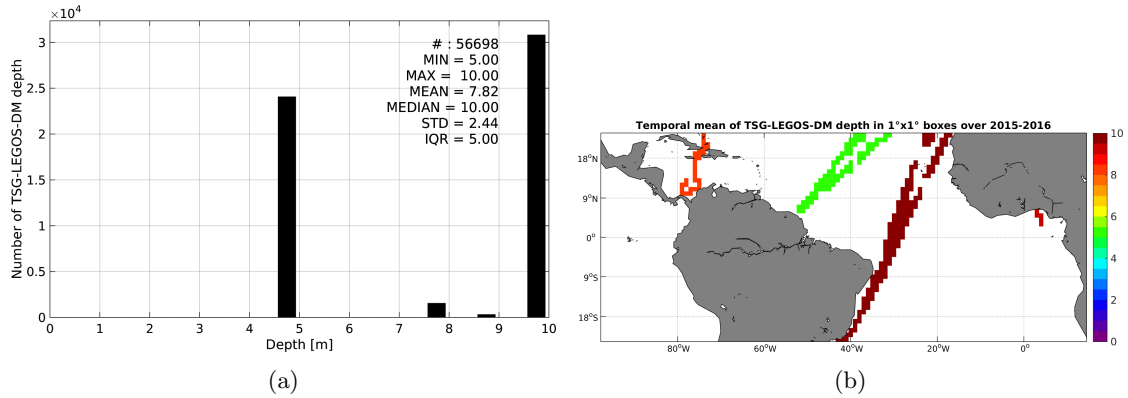 ×10⁴
3
2.5
2
1.5
1
0.5
0
Number of TSG-LEGOS-DM depth
# : 56698
MIN = 5.00
MAX = 10.00
MEAN = 7.82
MEDIAN = 10.00
STD = 2.44
IQR = 5.00
0 1 2 3 4 5 6 7 8 9 10
Depth [m]
(a)
Temporal mean of TSG-LEGOS-DM depth in 1°x1° boxes over 2015-2016
18°N
9°N
0°
9°S
18°S
80°W 60°W 40°W 20°W 0°
10
8
6
4
2
0
(b)